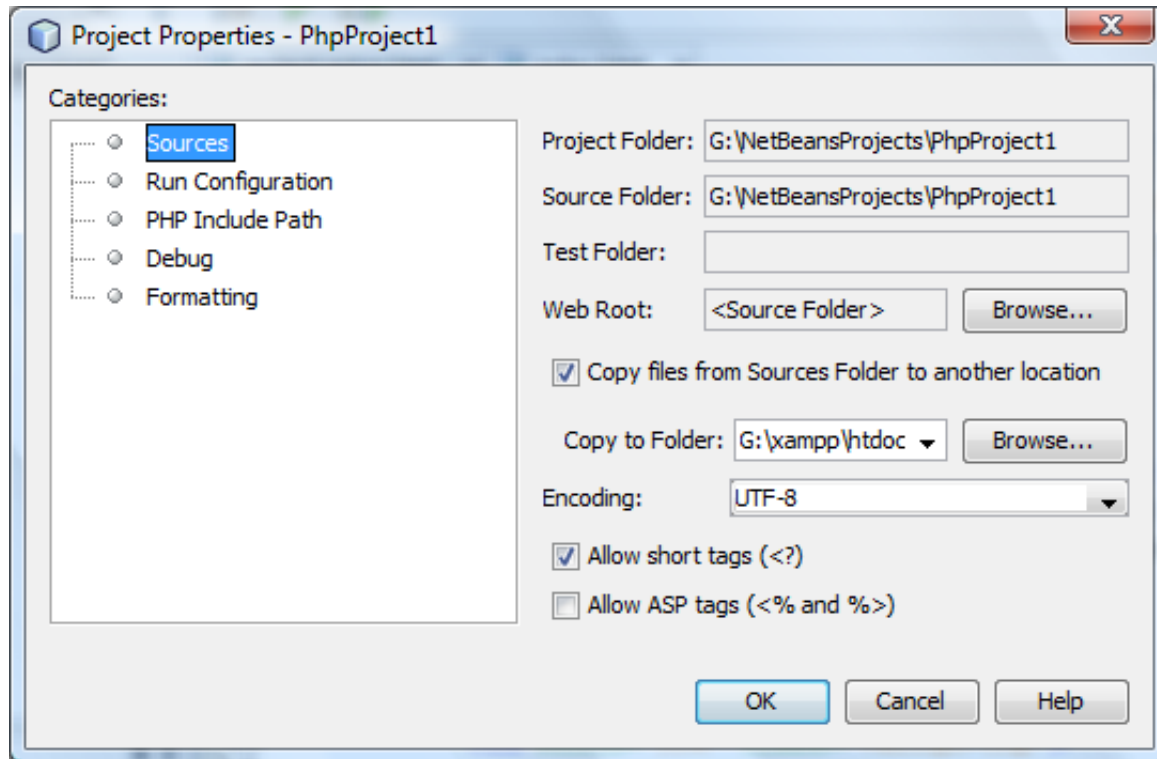 Project Properties - PhpProject1
Categories:
Sources
Run Configuration
PHP Include Path
Debug
Formatting
Project Folder: G:\NetBeansProjects\PhpProject1
Source Folder: G:\NetBeansProjects\PhpProject1
Test Folder:
Web Root: <Source Folder> Browse...
Copy files from Sources Folder to another location
Copy to Folder: G:\xampp\htdoc Browse...
Encoding: UTF-8
Allow short tags (<?)
Allow ASP tags (<% and %>)
OK Cancel Help